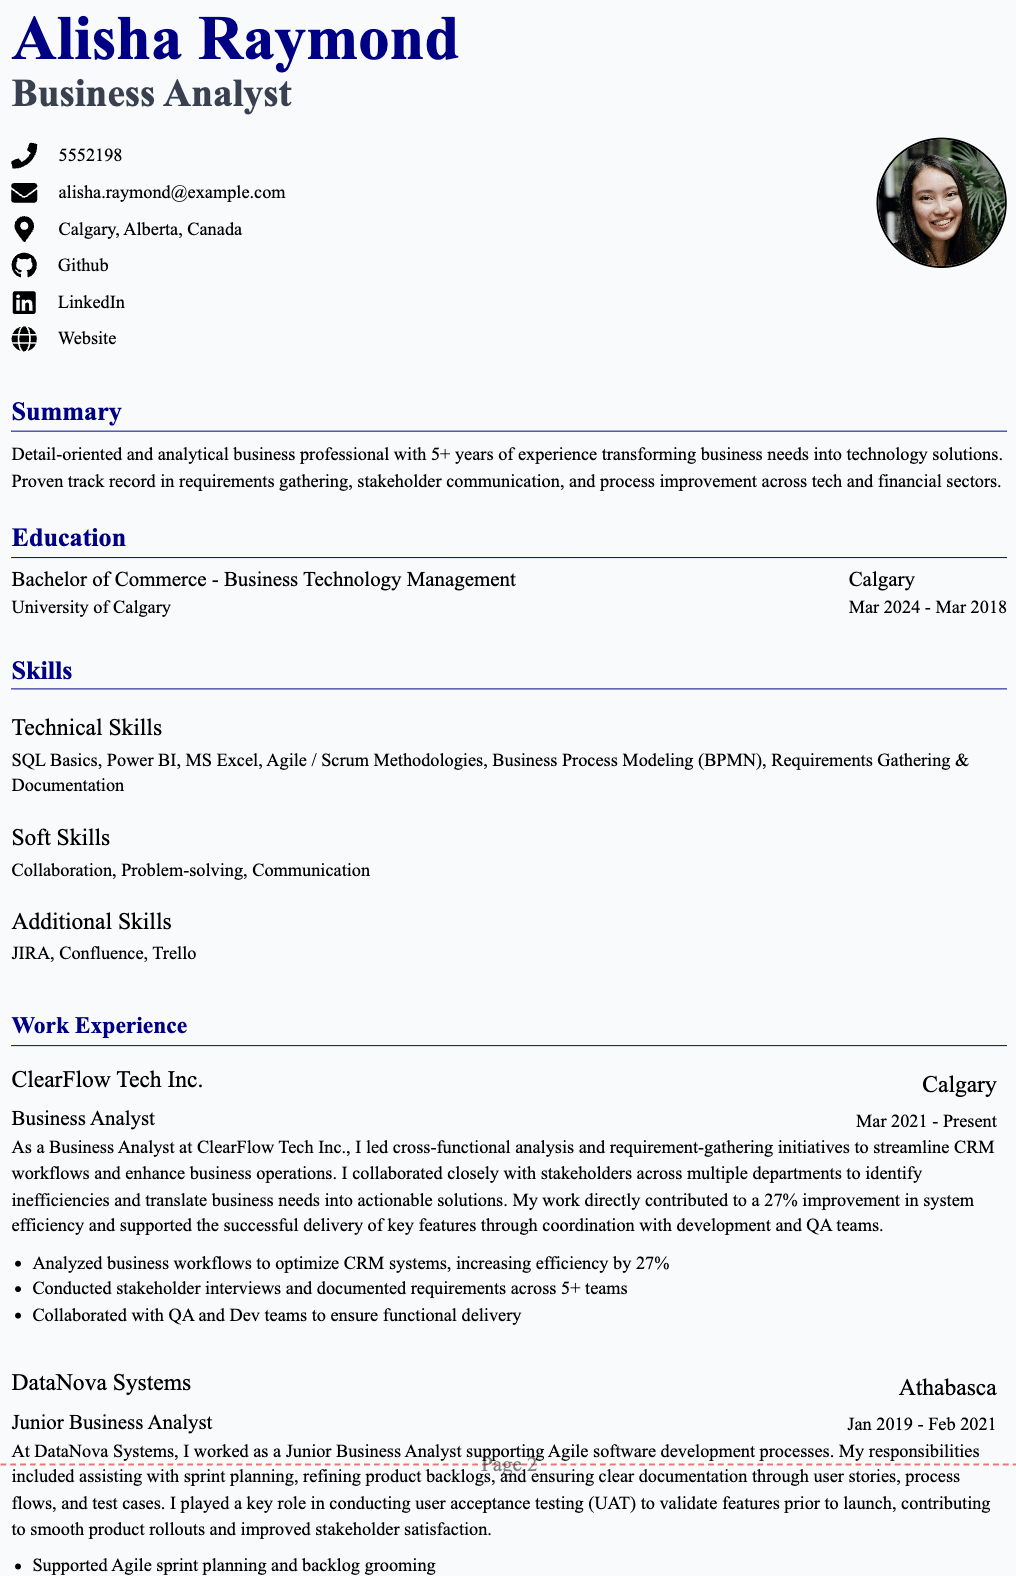 Alisha Raymond
Business Analyst
5552198
alisha.raymond@example.com
Calgary, Alberta, Canada
Github
LinkedIn
Website
Summary
Detail-oriented and analytical business professional with 5+ years of experience transforming business needs into technology solutions.
Proven track record in requirements gathering, stakeholder communication, and process improvement across tech and financial sectors.
Education
Bachelor of Commerce - Business Technology Management
Calgary
University of Calgary
Mar 2024 - Mar 2018
Skills
Technical Skills
SQL Basics, Power BI, MS Excel, Agile / Scrum Methodologies, Business Process Modeling (BPMN), Requirements Gathering &
Documentation
Soft Skills
Collaboration, Problem-solving, Communication
Additional Skills
JIRA, Confluence, Trello
Work Experience
ClearFlow Tech Inc.
Calgary
Business Analyst
Mar 2021 - Present
As a Business Analyst at ClearFlow Tech Inc., I led cross-functional analysis and requirement-gathering initiatives to streamline CRM
workflows and enhance business operations. I collaborated closely with stakeholders across multiple departments to identify
inefficiencies and translate business needs into actionable solutions. My work directly contributed to a 27% improvement in system
efficiency and supported the successful delivery of key features through coordination with development and QA teams.
• Analyzed business workflows to optimize CRM systems, increasing efficiency by 27%
• Conducted stakeholder interviews and documented requirements across 5+ teams
• Collaborated with QA and Dev teams to ensure functional delivery
DataNova Systems
Athabasca
Junior Business Analyst
Jan 2019 - Feb 2021
At DataNova Systems, I worked as a Junior Business Analyst supporting Agile software development processes. My responsibilities
Page 2
included assisting with sprint planning, refining product backlogs, and ensuring clear documentation through user stories, process
flows, and test cases. I played a key role in conducting user acceptance testing (UAT) to validate features prior to launch, contributing
to smooth product rollouts and improved stakeholder satisfaction.
• Supported Agile sprint planning and backlog grooming